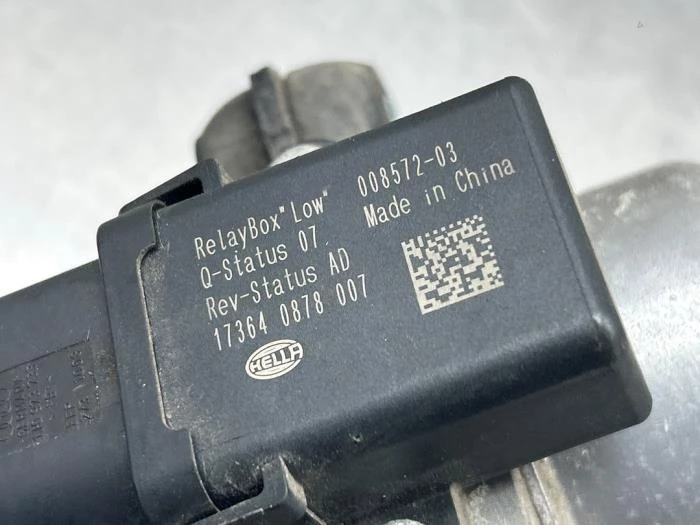 RelayBox"Low" 008572-03
Q-Status 07 Made in China
Rev-Status AD
17364 0878 007
HELLA